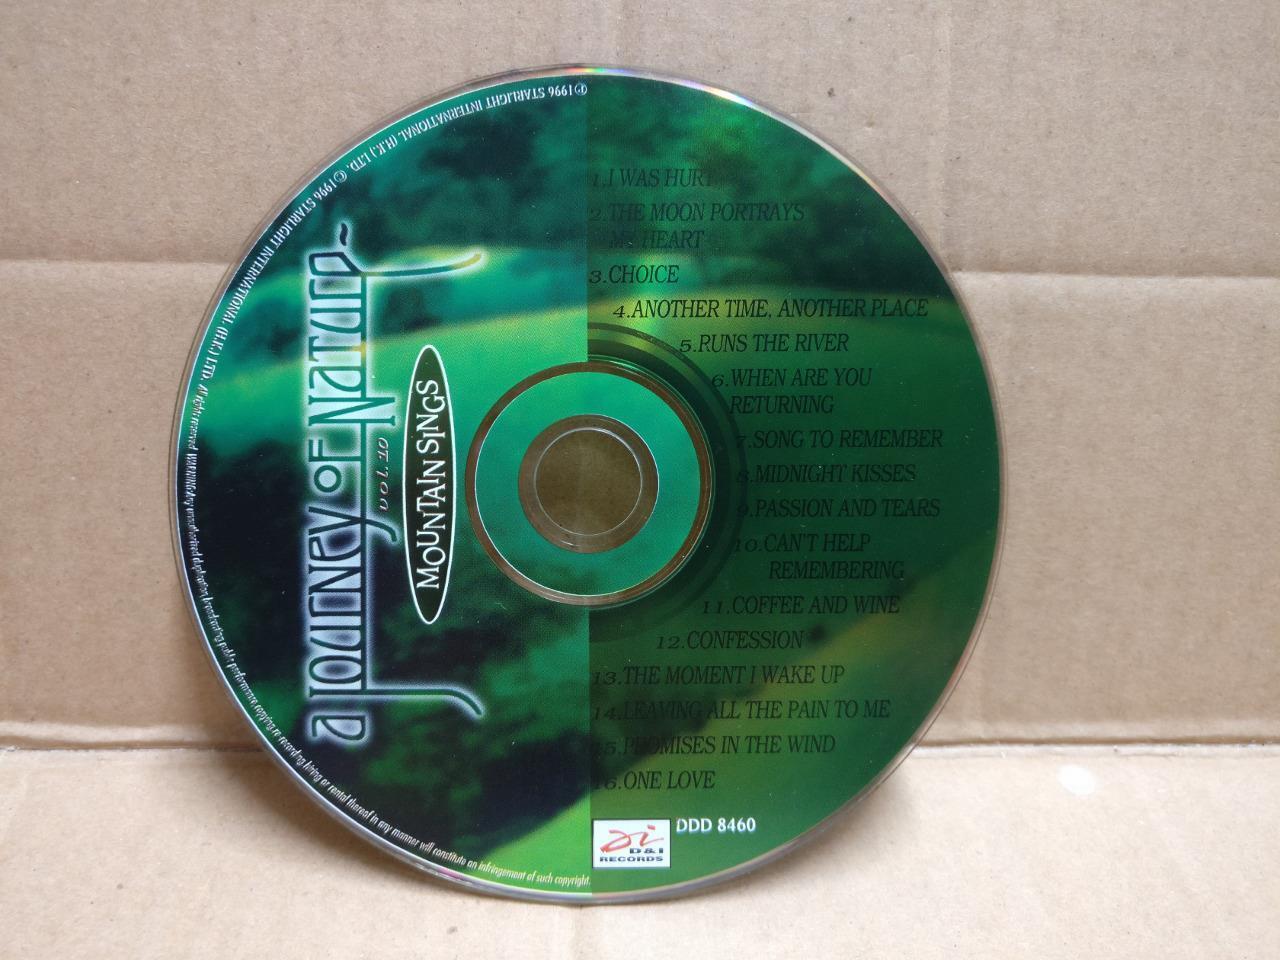 ℗1996 STARLIGHT INTERNATIONAL (H.K.) LTD. ©1996 STARLIGHT INTERNATIONAL (H.K.) LTD. All rights reserved. WARNING: Any unauthorized duplication, broadcast, public performance, copying, re-recording, hiring or rental thereof in any manner will constitute an infringement of such copyright.
A JOURNEY OF NATURE
VOL.10
MOUNTAIN SINGS
1.I WAS HURT
2.THE MOON PORTRAYS
MY HEART
3.CHOICE
4.ANOTHER TIME, ANOTHER PLACE
5.RUNS THE RIVER
6.WHEN ARE YOU
RETURNING
7.SONG TO REMEMBER
8.MIDNIGHT KISSES
9.PASSION AND TEARS
10.CAN'T HELP
REMEMBERING
11.COFFEE AND WINE
12.CONFESSION
13.THE MOMENT I WAKE UP
14.LEAVING ALL THE PAIN TO ME
15.PROMISES IN THE WIND
16.ONE LOVE
di
D&I
RECORDS
DDD 8460